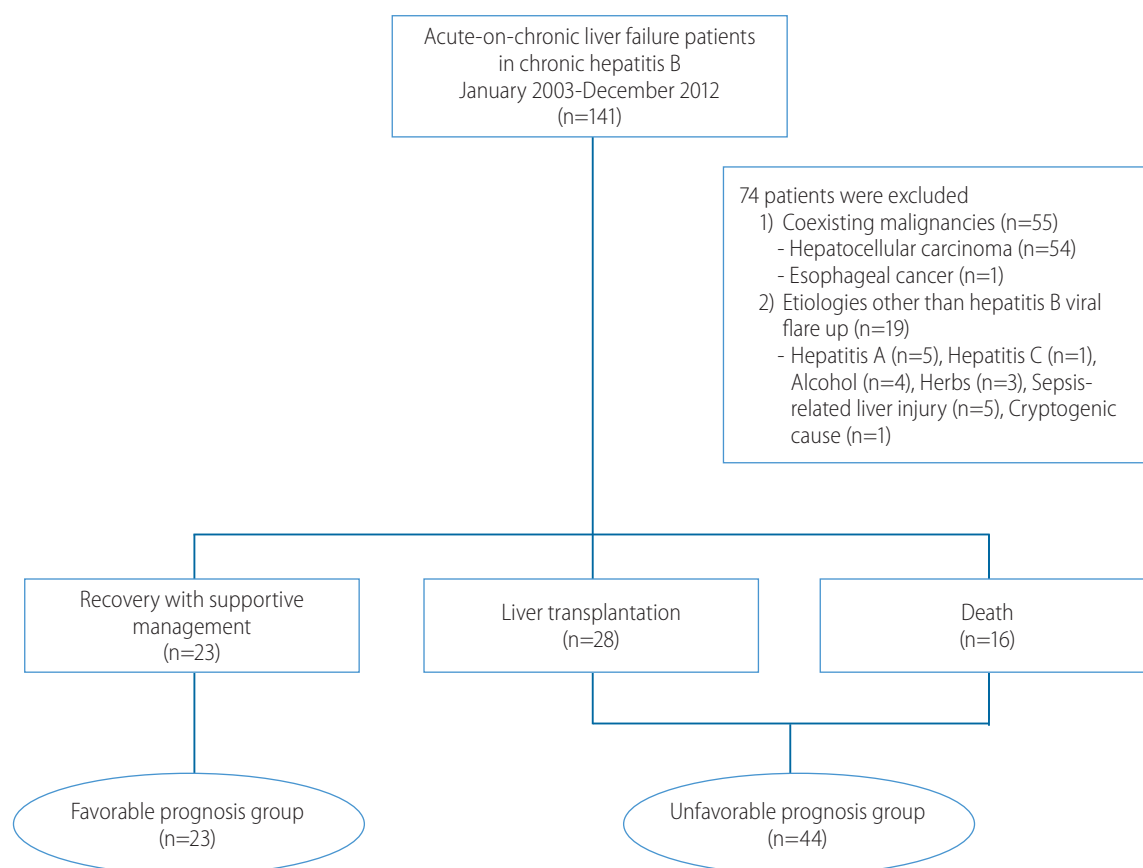 Acute-on-chronic liver failure patients
in chronic hepatitis B
January 2003-December 2012
(n=141)
74 patients were excluded
1) Coexisting malignancies (n=55)
- Hepatocellular carcinoma (n=54)
- Esophageal cancer (n=1)
2) Etiologies other than hepatitis B viral
flare up (n=19)
- Hepatitis A (n=5), Hepatitis C (n=1),
Alcohol (n=4), Herbs (n=3), Sepsis-
related liver injury (n=5), Cryptogenic
cause (n=1)
Recovery with supportive
management
(n=23)
Liver transplantation
(n=28)
Death
(n=16)
Favorable prognosis group
(n=23)
Unfavorable prognosis group
(n=44)